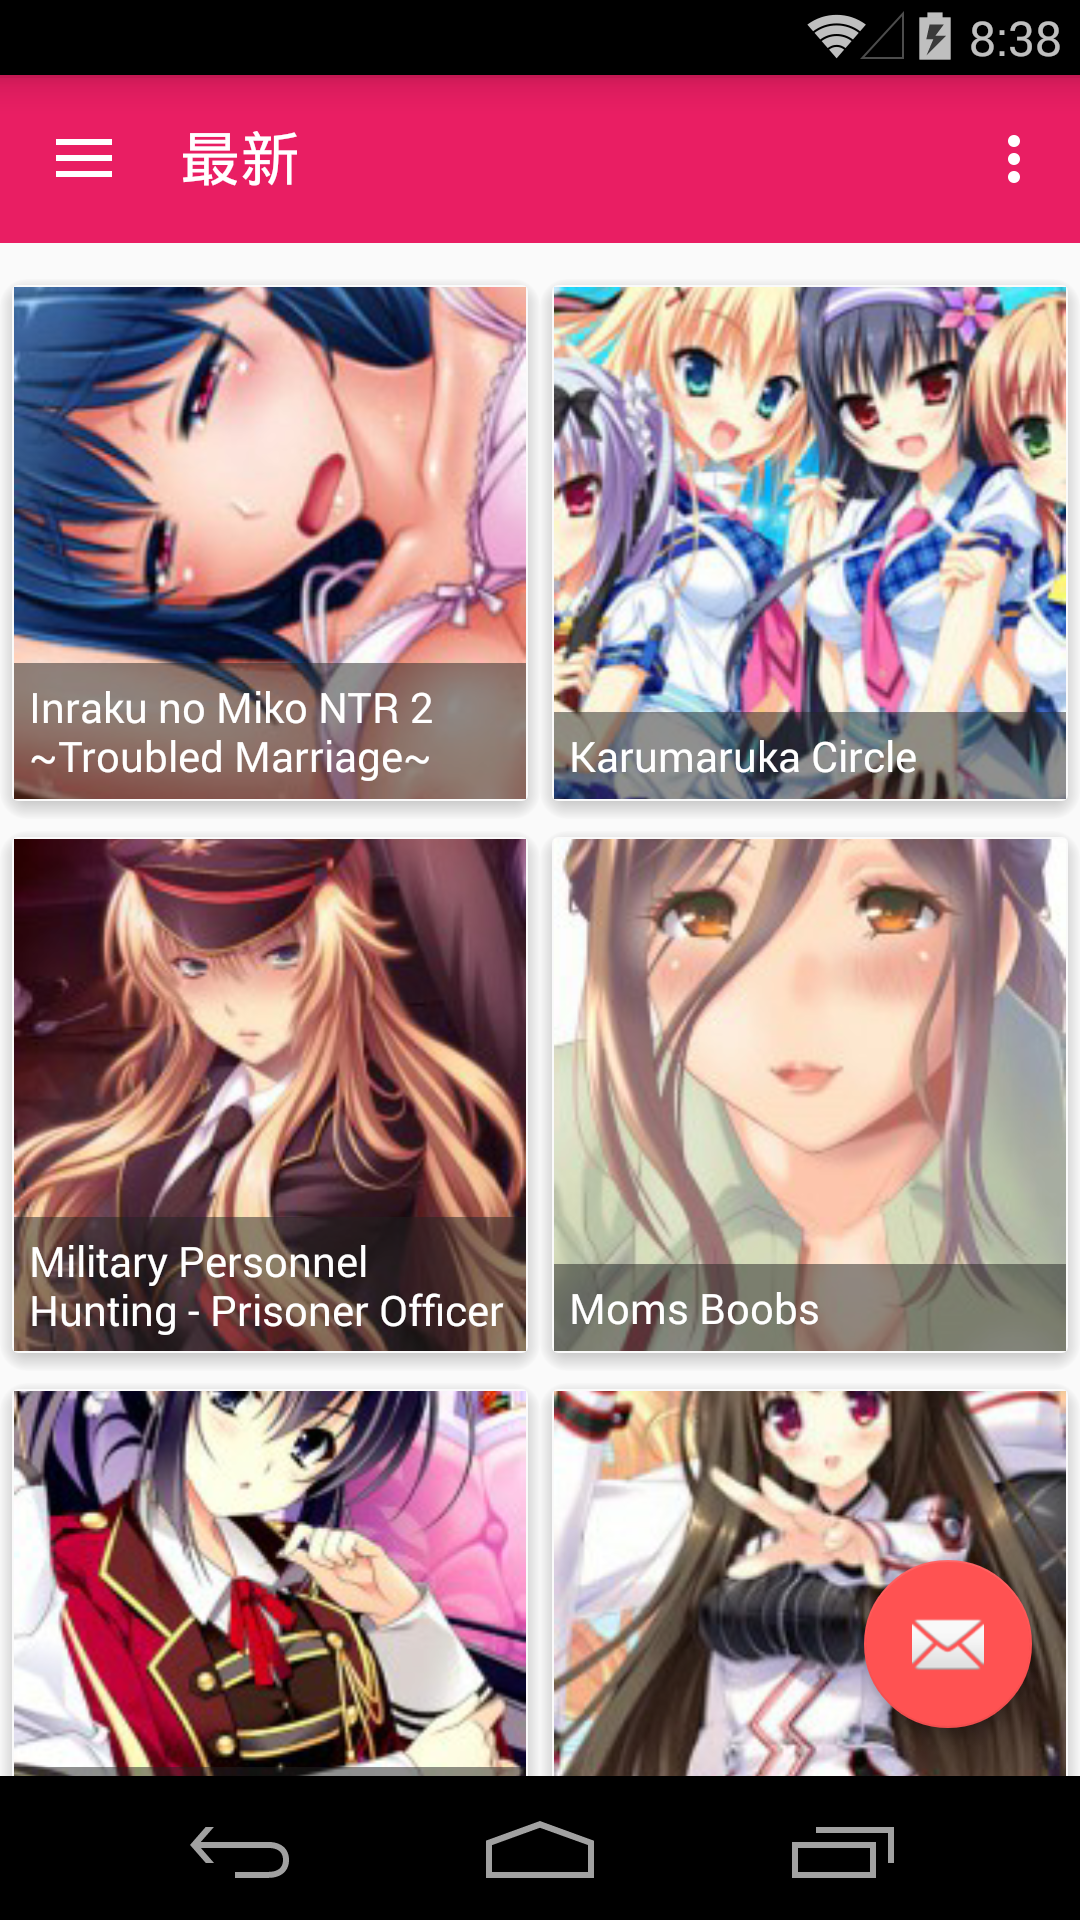 8:38
最新
Inraku no Miko NTR 2
~Troubled Marriage~
Karumaruka Circle
Military Personnel
Hunting - Prisoner Officer
Moms Boobs